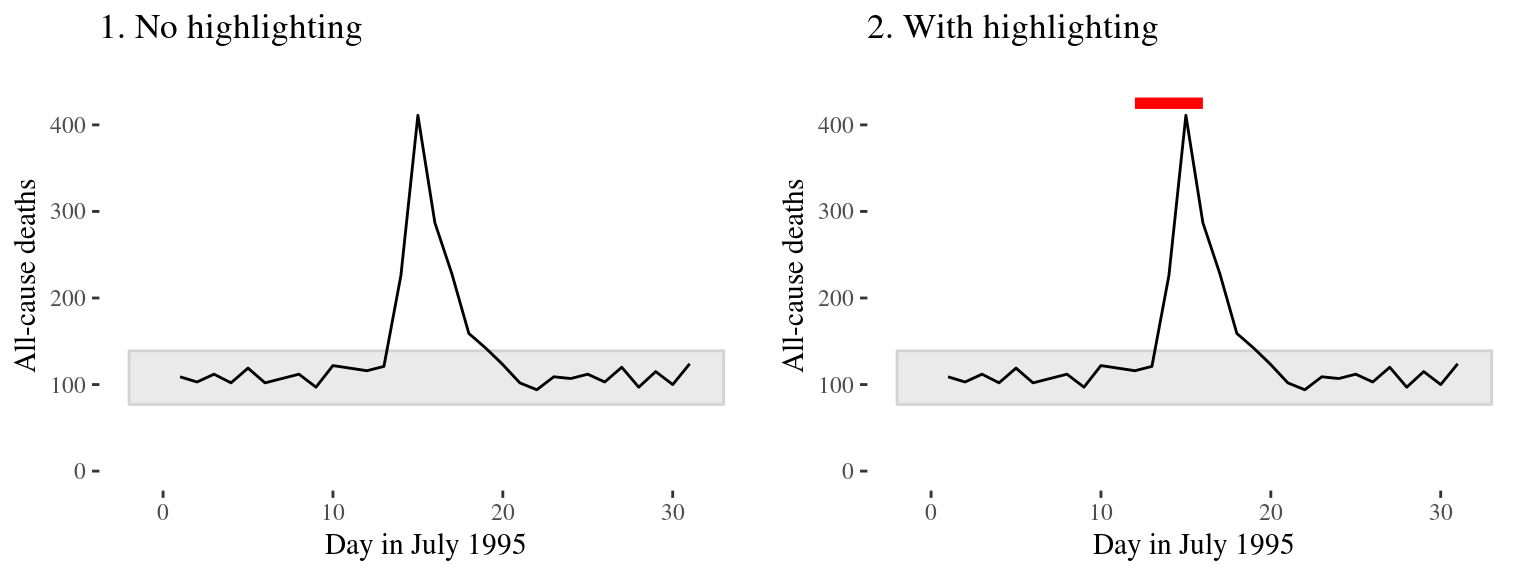 1. No highlighting
400
300
200
100
0
All-cause deaths
0 10 20 30
Day in July 1995
2. With highlighting
400
300
200
100
0
All-cause deaths
0 10 20 30
Day in July 1995